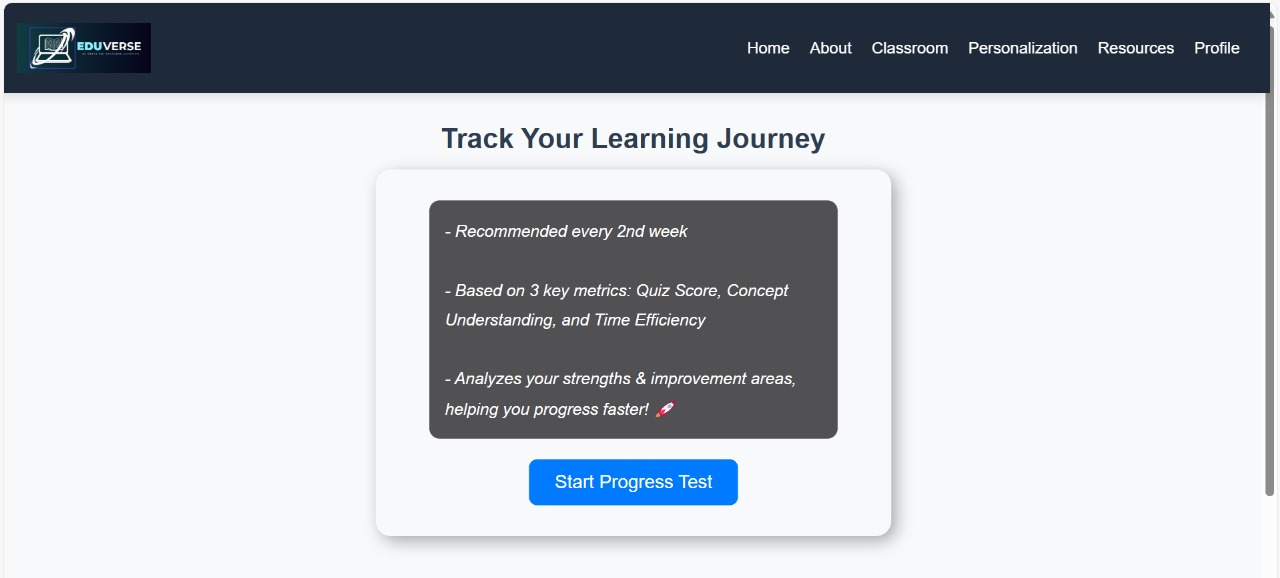 EDUVERSE
Home About Classroom Personalization Resources Profile
Track Your Learning Journey
- Recommended every 2nd week
- Based on 3 key metrics: Quiz Score, Concept
Understanding, and Time Efficiency
- Analyzes your strengths & improvement areas,
helping you progress faster! 🚀
Start Progress Test